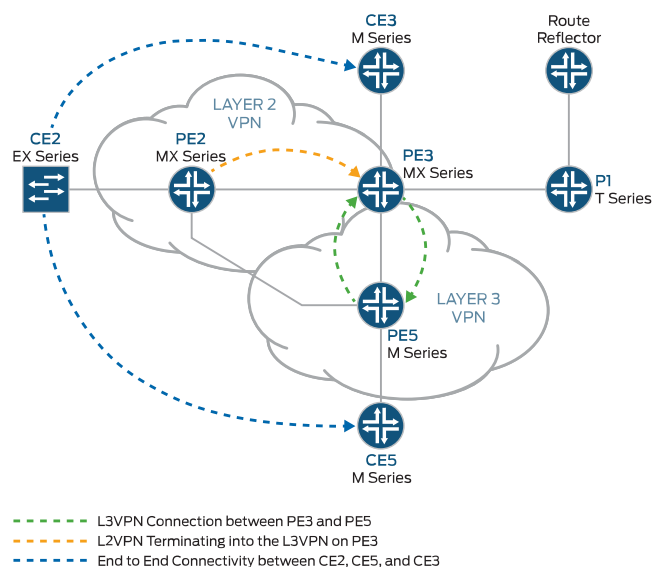 CE3
M Series
Route
Reflector
LAYER 2
VPN
CE2
EX Series
PE2
MX Series
PE3
MX Series
P1
T Series
LAYER 3
VPN
PE5
M Series
CE5
M Series
L3VPN Connection between PE3 and PE5
L2VPN Terminating into the L3VPN on PE3
End to End Connectivity between CE2, CE5, and CE3